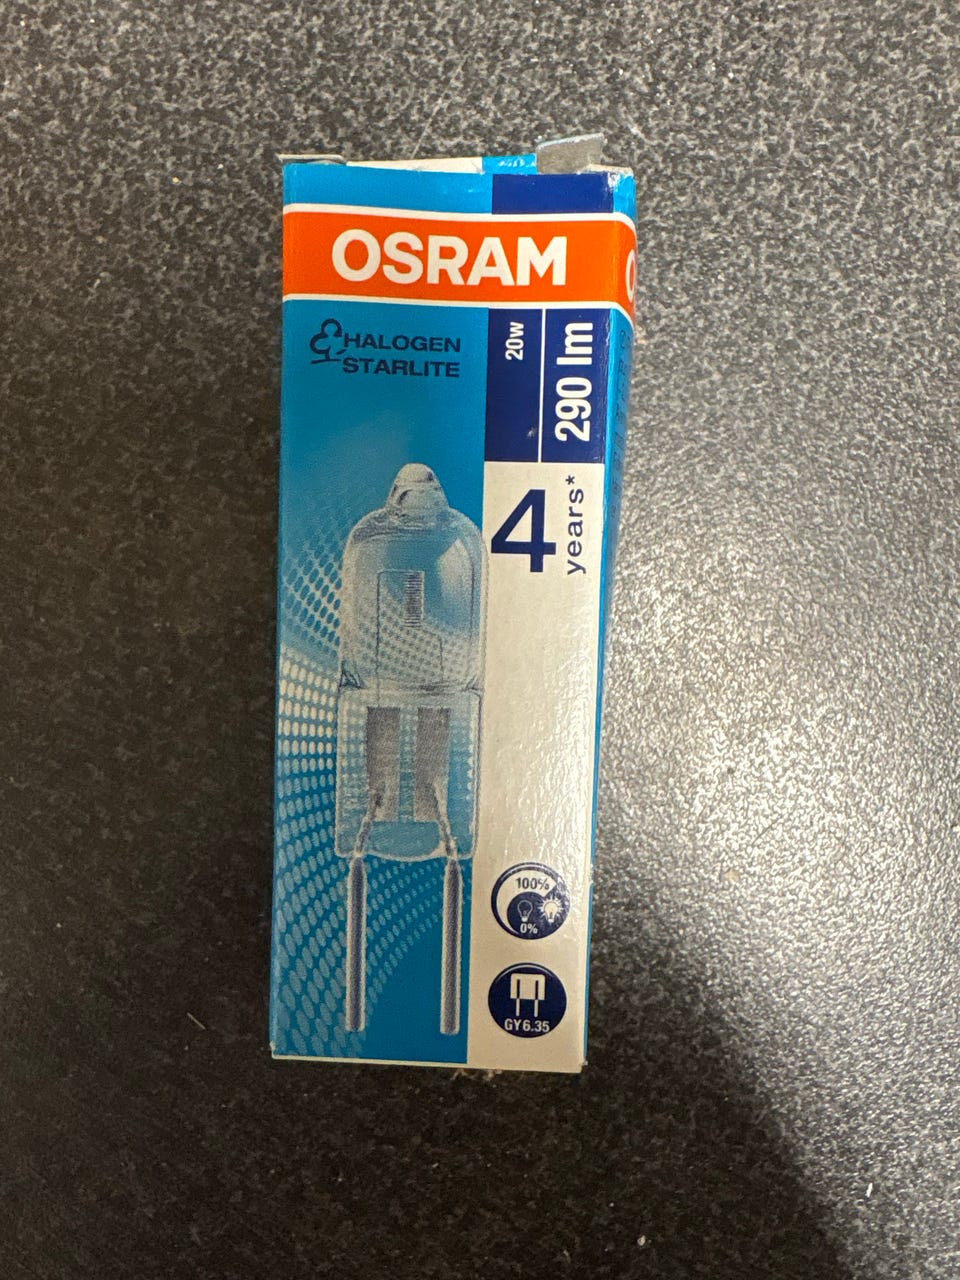 OSRAM
HALOGEN
STARLITE
20w
290 lm
4
years*
100%
0%
GY6.35